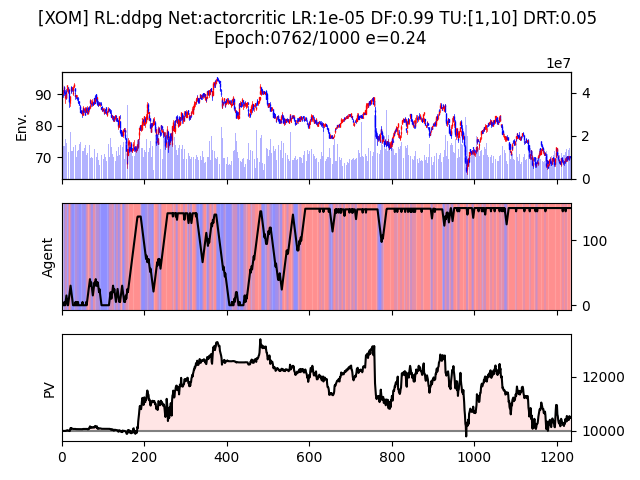 [XOM] RL:ddpg Net:actorcritic LR:1e-05 DF:0.99 TU:[1,10] DRT:0.05
Epoch:0762/1000 e=0.24
1e7
90
80
70
Env.
4
2
0
Agent
100
0
PV
12000
10000
0 200 400 600 800 1000 1200